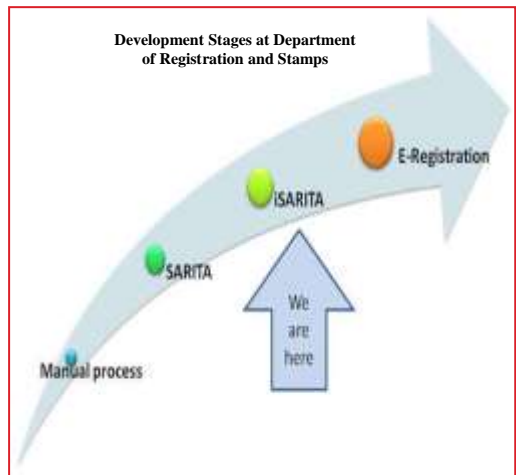 Development Stages at Department
of Registration and Stamps
E-Registration
iSARITA
SARITA
We
are
here
Manual process